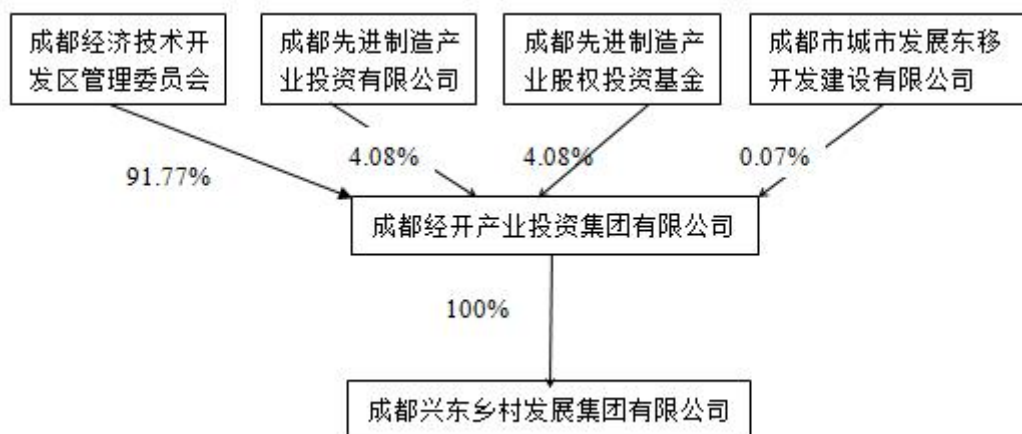 成都经济技术开
发区管理委员会
成都先进制造产
业投资有限公司
成都先进制造产
业股权投资基金
成都市城市发展东移
开发建设有限公司
91.77%
4.08%
4.08%
0.07%
成都经开产业投资集团有限公司
100%
成都兴东乡村发展集团有限公司